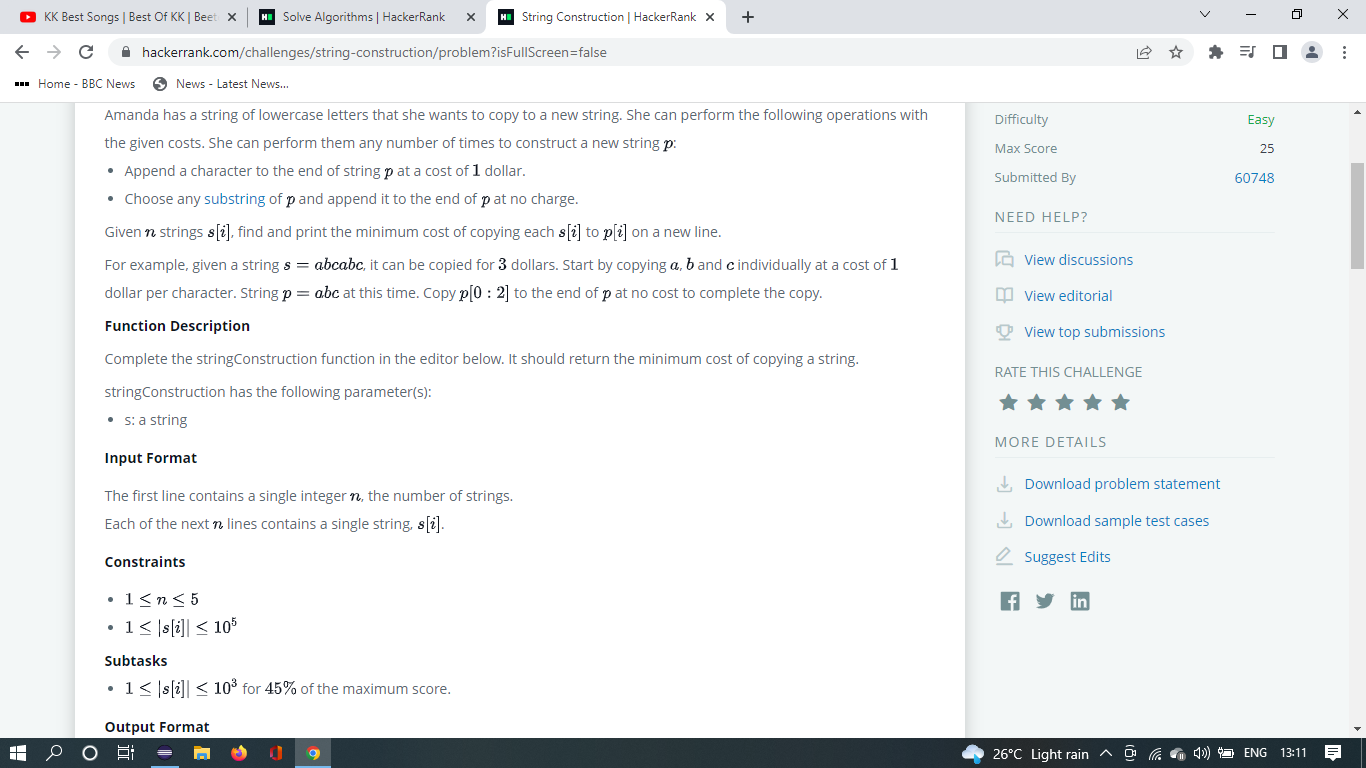 KK Best Songs | Best Of KK | Beet
Solve Algorithms | HackerRank
String Construction | HackerRank
hackerrank.com/challenges/string-construction/problem?isFullScreen=false
Home - BBC News
News - Latest News...
Amanda has a string of lowercase letters that she wants to copy to a new string. She can perform the following operations with
the given costs. She can perform them any number of times to construct a new string p:
• Append a character to the end of string p at a cost of 1 dollar.
• Choose any substring of p and append it to the end of p at no charge.
Given n strings s[i], find and print the minimum cost of copying each s[i] to p[i] on a new line.
For example, given a string s = abcabc, it can be copied for 3 dollars. Start by copying a, b and c individually at a cost of 1
dollar per character. String p = abc at this time. Copy p[0 : 2] to the end of p at no cost to complete the copy.
Function Description
Complete the stringConstruction function in the editor below. It should return the minimum cost of copying a string.
stringConstruction has the following parameter(s):
• s: a string
Input Format
The first line contains a single integer n, the number of strings.
Each of the next n lines contains a single string, s[i].
Constraints
• 1 ≤ n ≤ 5
• 1 ≤ |s[i]| ≤ 10⁵
Subtasks
• 1 ≤ |s[i]| ≤ 10³ for 45% of the maximum score.
Output Format
Difficulty Easy
Max Score 25
Submitted By 60748
NEED HELP?
View discussions
View editorial
View top submissions
RATE THIS CHALLENGE
MORE DETAILS
Download problem statement
Download sample test cases
Suggest Edits
26°C Light rain
ENG
13:11